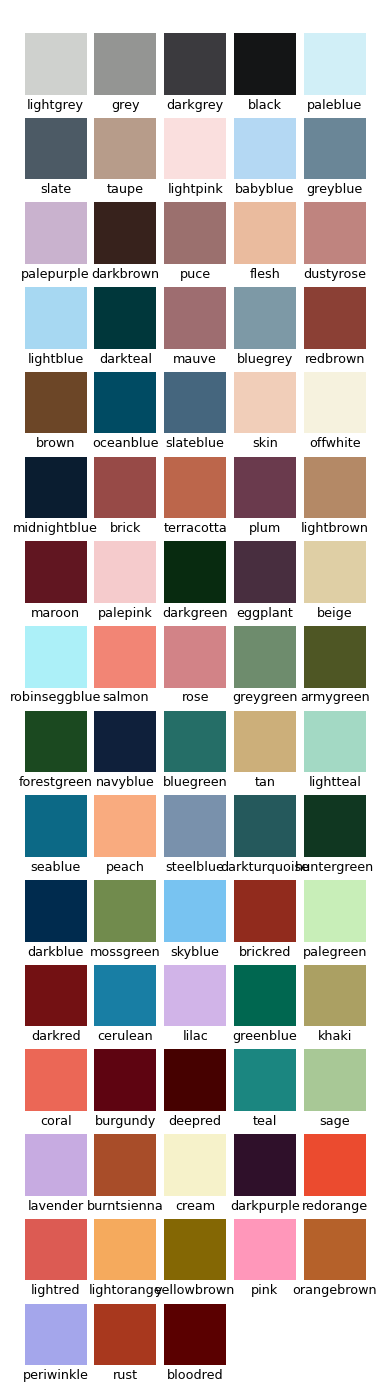 lightgrey grey darkgrey black paleblue
slate taupe lightpink babyblue greyblue
palepurple darkbrown puce flesh dustyrose
lightblue darkteal mauve bluegrey redbrown
brown oceanblue slateblue skin offwhite
midnightblue brick terracotta plum lightbrown
maroon palepink darkgreen eggplant beige
robinseggblue salmon rose greygreen armygreen
forestgreen navyblue bluegreen tan lightteal
seablue peach steelblue darkturquoise huntergreen
darkblue mossgreen skyblue brickred palegreen
darkred cerulean lilac greenblue khaki
coral burgundy deepred teal sage
lavender burntsienna cream darkpurple redorange
lightred lightorange yellowbrown pink orangebrown
periwinkle rust bloodred